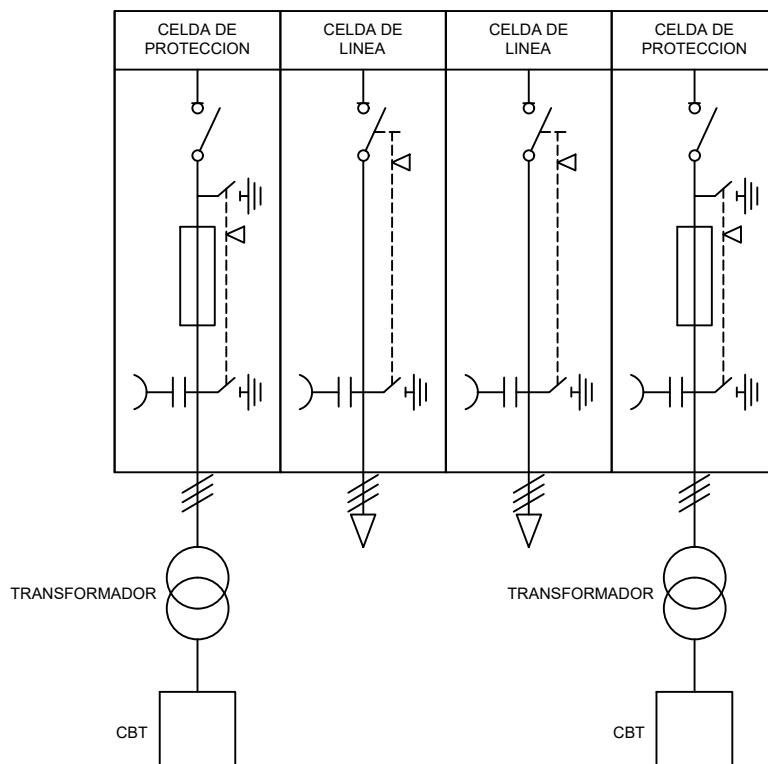 CELDA DE
PROTECCION
CELDA DE
LINEA
CELDA DE
LINEA
CELDA DE
PROTECCION
TRANSFORMADOR
TRANSFORMADOR
CBT
CBT